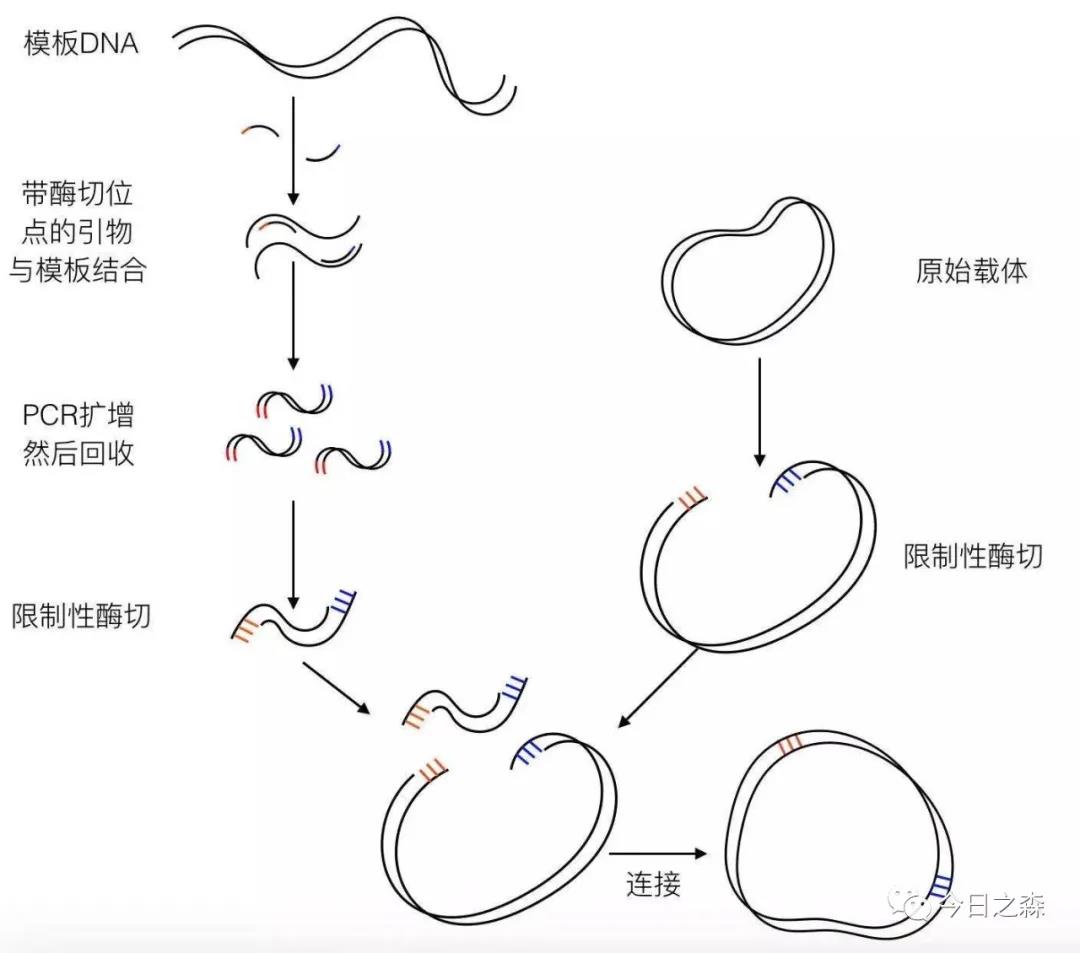 模板DNA
带酶切位
点的引物
与模板结合
原始载体
PCR扩增
然后回收
限制性酶切
限制性酶切
连接
今日之森